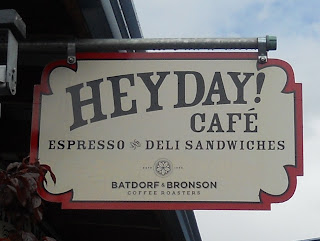 HEYDAY!
CAFÉ
ESPRESSO & DELI SANDWICHES
BATDORF & BRONSON
COFFEE ROASTERS